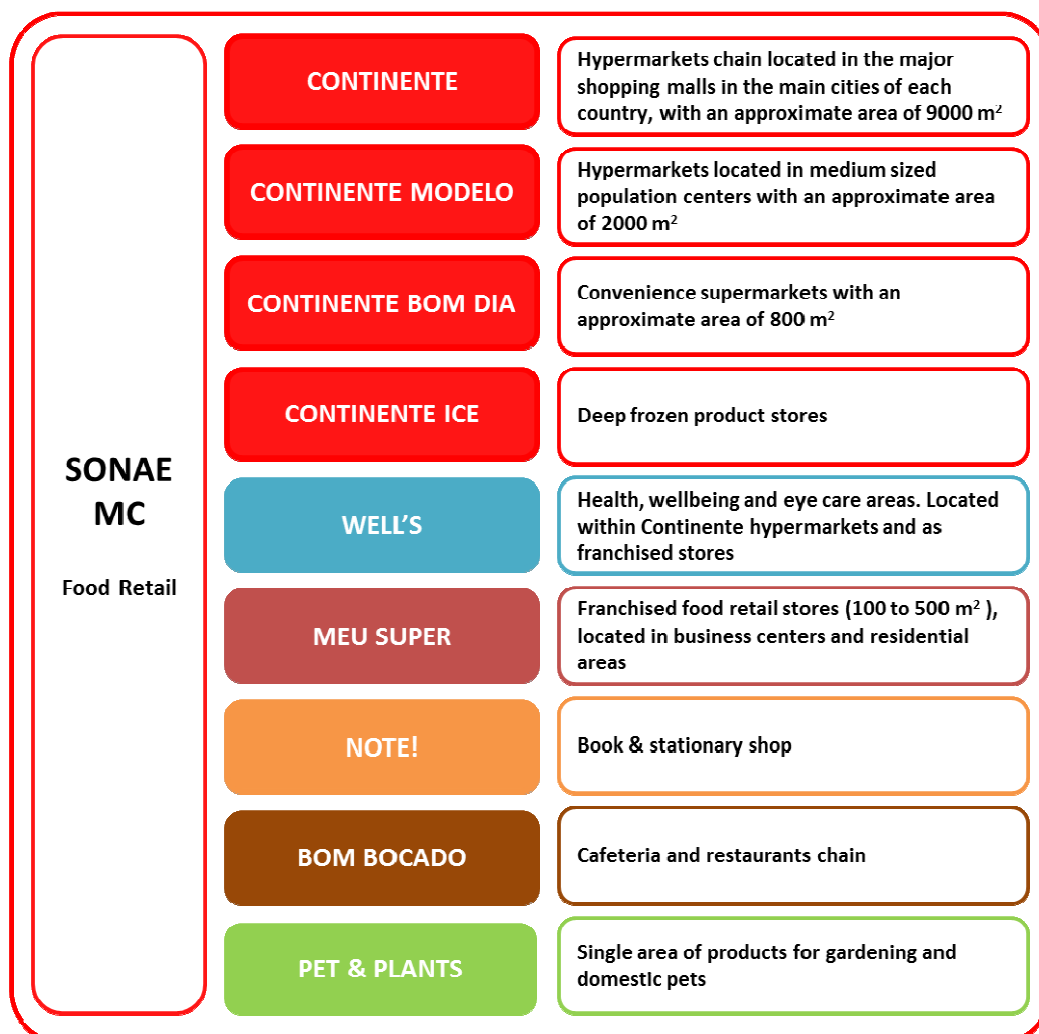 SONAE
MC
Food Retail
CONTINENTE
Hypermarkets chain located in the major
shopping malls in the main cities of each
country, with an approximate area of 9000 m²
CONTINENTE MODELO
Hypermarkets located in medium sized
population centers with an approximate area
of 2000 m²
CONTINENTE BOM DIA
Convenience supermarkets with an
approximate area of 800 m²
CONTINENTE ICE
Deep frozen product stores
WELL'S
Health, wellbeing and eye care areas. Located
within Continente hypermarkets and as
franchised stores
MEU SUPER
Franchised food retail stores (100 to 500 m² ),
located in business centers and residential
areas
NOTE!
Book & stationary shop
BOM BOCADO
Cafeteria and restaurants chain
PET & PLANTS
Single area of products for gardening and
domestic pets